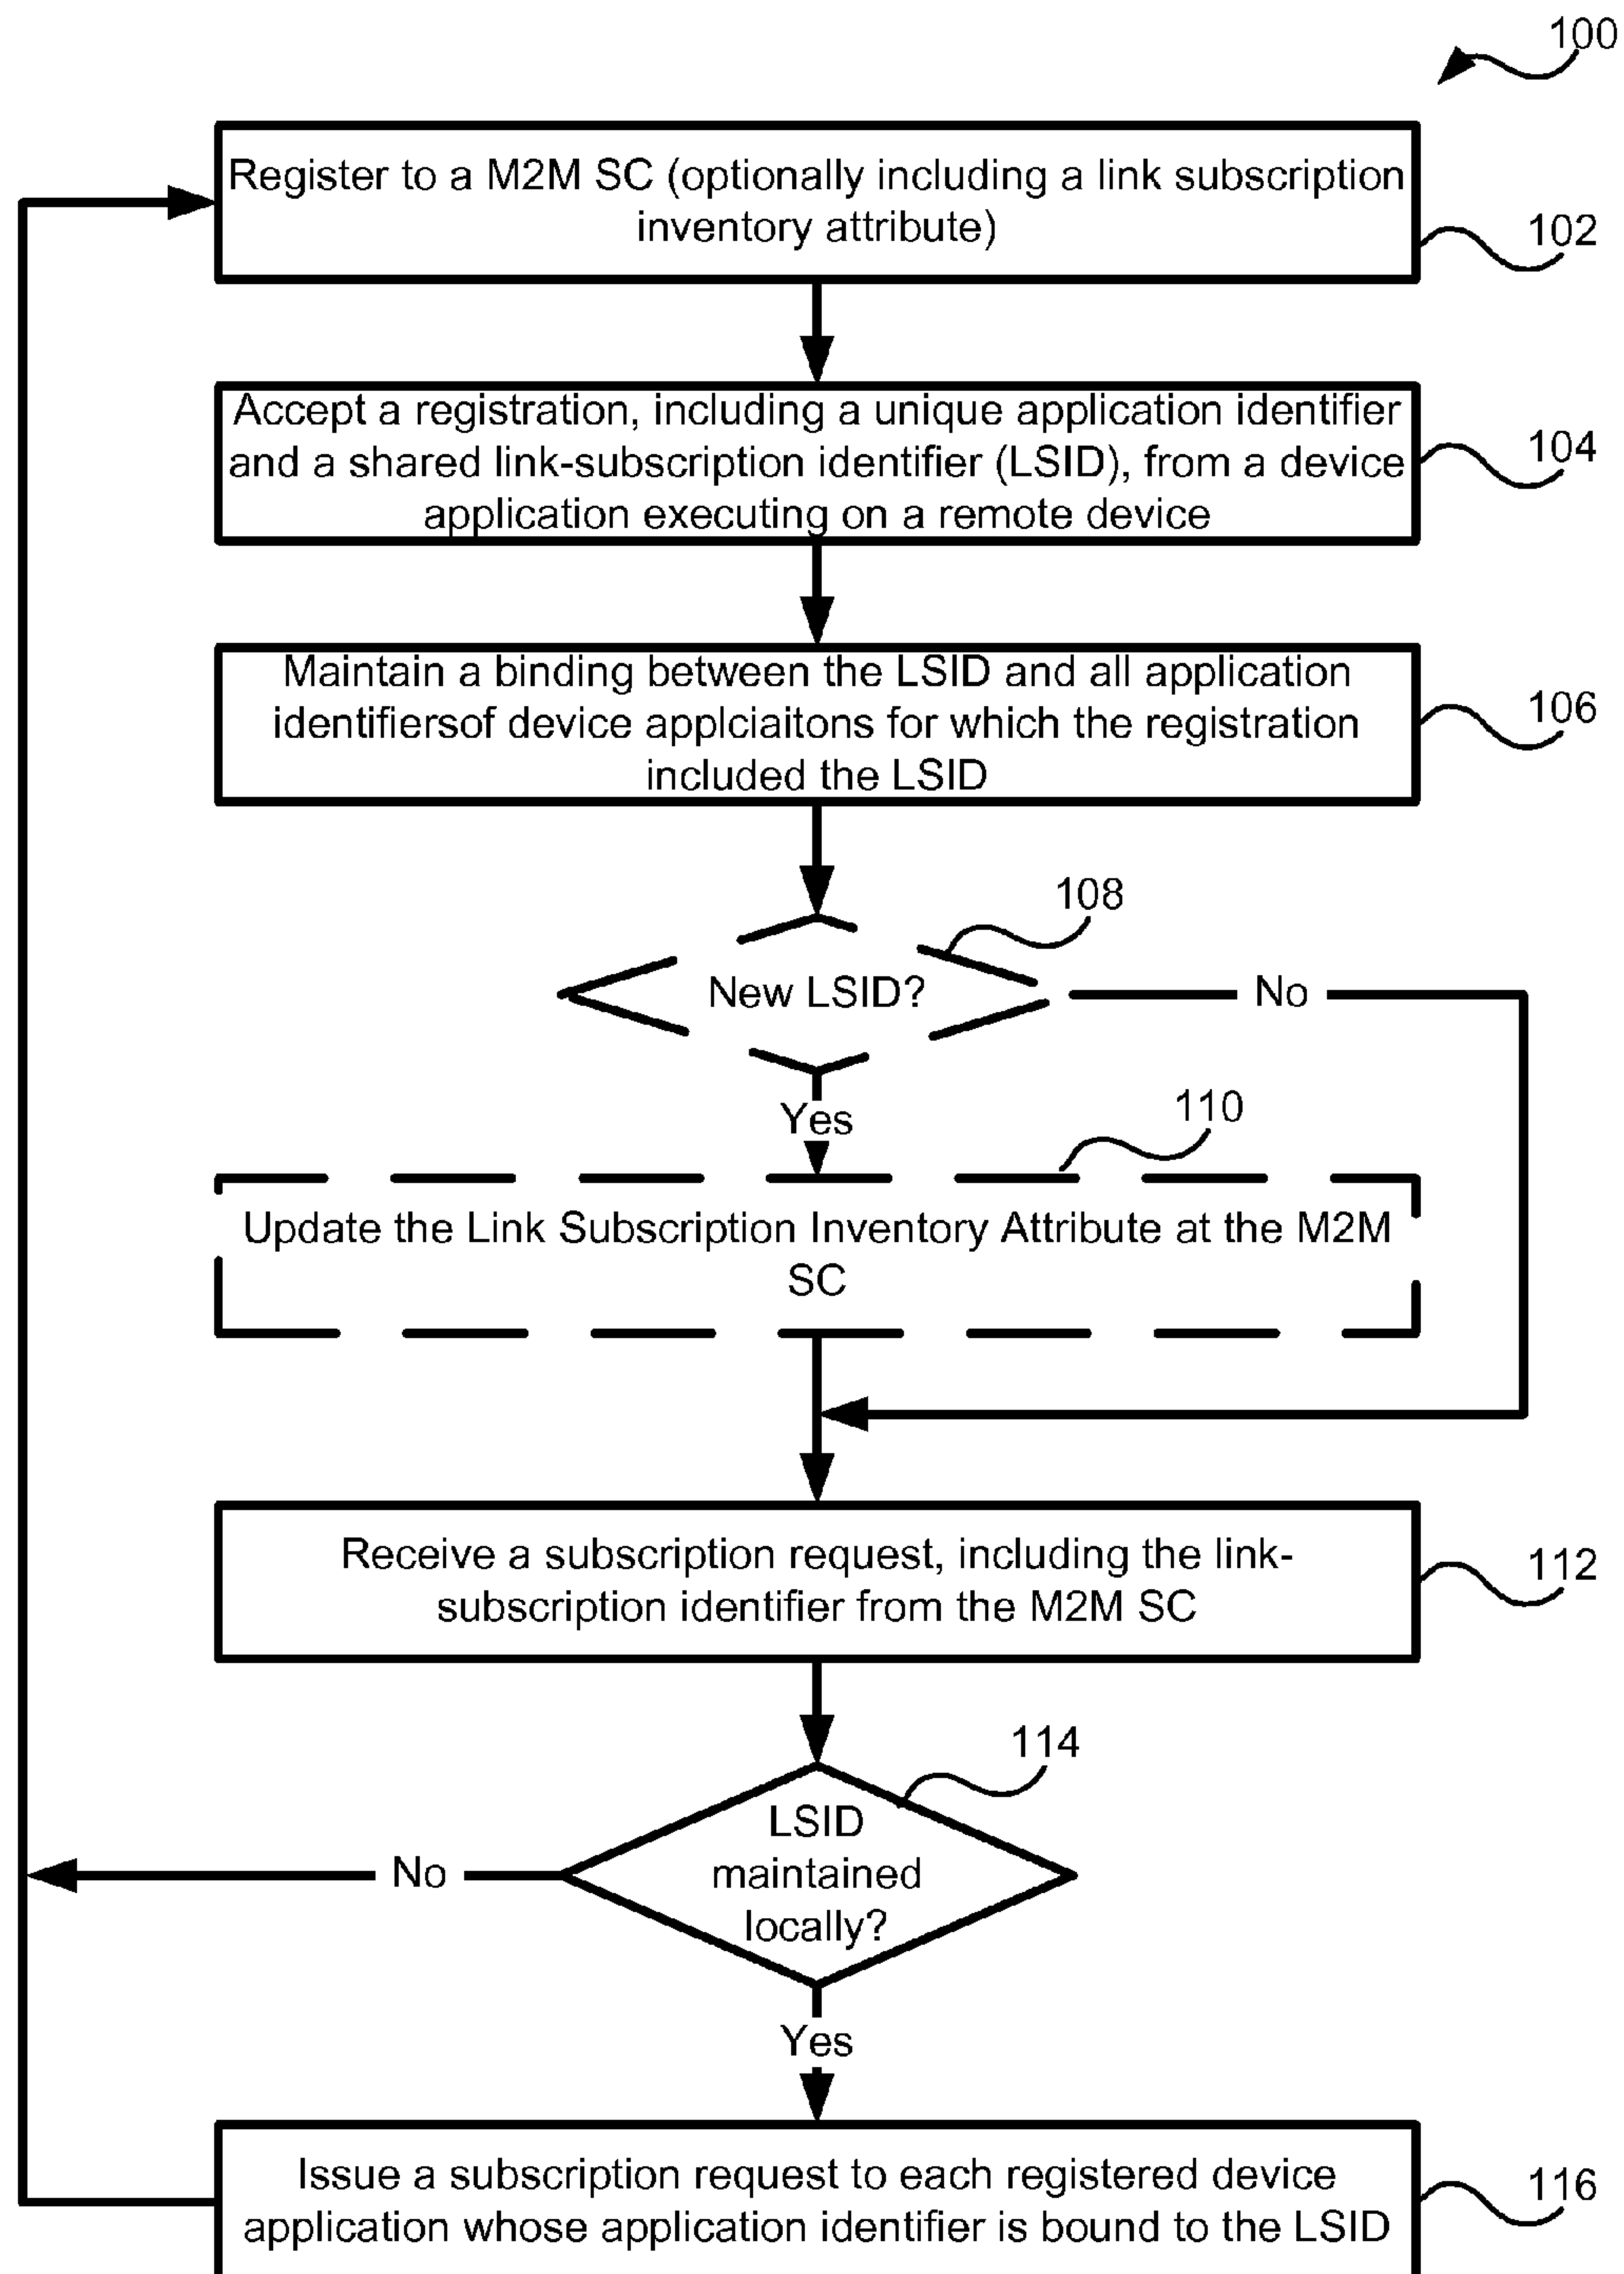 100
Register to a M2M SC (optionally including a link subscription
inventory attribute)
102
Accept a registration, including a unique application identifier
and a shared link-subscription identifier (LSID), from a device
application executing on a remote device
104
Maintain a binding between the LSID and all application
identifiersof device applciaitons for which the registration
included the LSID
106
108
New LSID?
No
Yes
110
Update the Link Subscription Inventory Attribute at the M2M
SC
Receive a subscription request, including the link-
subscription identifier from the M2M SC
112
114
LSID
maintained
locally?
No
Yes
Issue a subscription request to each registered device
application whose application identifier is bound to the LSID
116